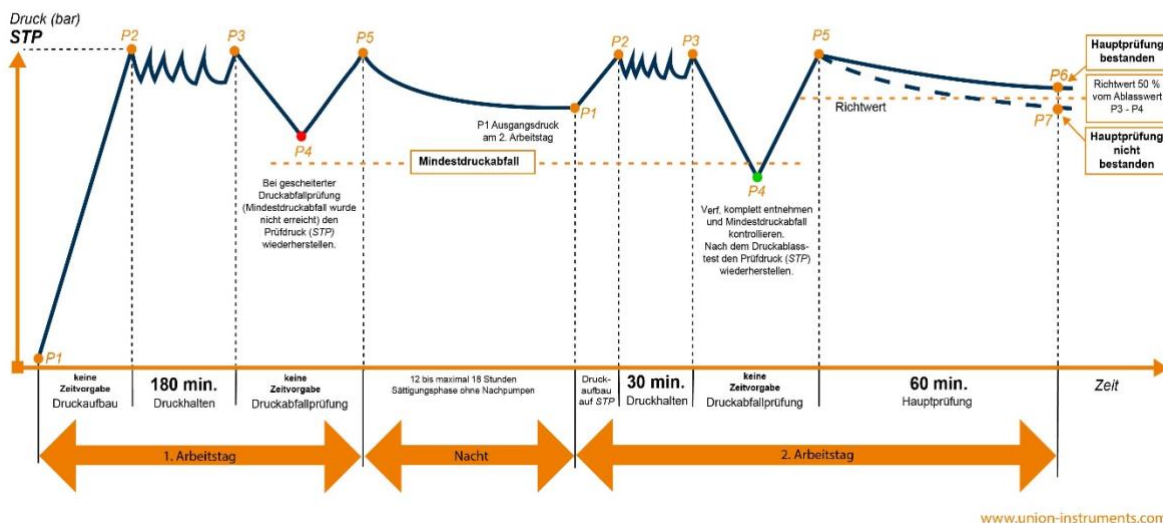 Druck (bar)
STP
P2
P3
P5
P2
P3
P5
Hauptprüfung
bestanden
P6
Richtwert 50 %
vom Ablasswert
P3 - P4
Richtwert
P7
Hauptprüfung
nicht
bestanden
P1
P1 Ausgangsdruck
am 2. Arbeitstag
P4
Mindestdruckabfall
P4
Bei gescheiterter
Druckabfallprüfung
(Mindestdruckabfall wurde
nicht erreicht) den
Prüfdruck (STP)
wiederherstellen.
Verf. komplett entnehmen
und Mindestdruckabfall
kontrollieren.
Nach dem Druckablass-
test den Prüfdruck (STP)
wiederherstellen.
P1
keine
Zeitvorgabe
Druckaufbau
180 min.
Druckhalten
keine
Zeitvorgabe
Druckabfallprüfung
12 bis maximal 18 Stunden
Sättigungsphase ohne Nachpumpen
Druck-
aufbau
auf STP
30 min.
Druckhalten
keine
Zeitvorgabe
Druckabfallprüfung
60 min.
Hauptprüfung
Zeit
1. Arbeitstag
Nacht
2. Arbeitstag
www.union-instruments.com